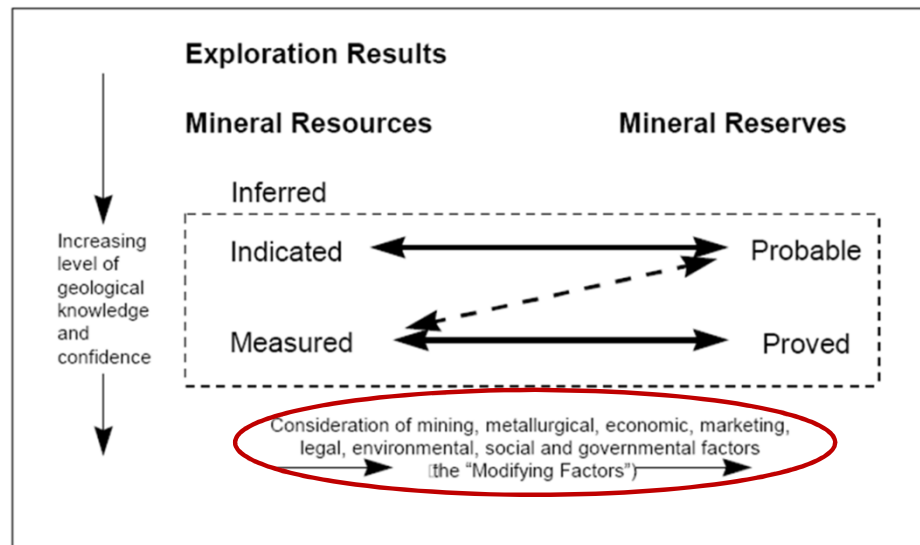 Exploration Results
Mineral Resources
Mineral Reserves
Inferred
Increasing
level of
geological
knowledge
and
confidence
Indicated
Probable
Measured
Proved
Consideration of mining, metallurgical, economic, marketing,
legal, environmental, social and governmental factors
the “Modifying Factors”)